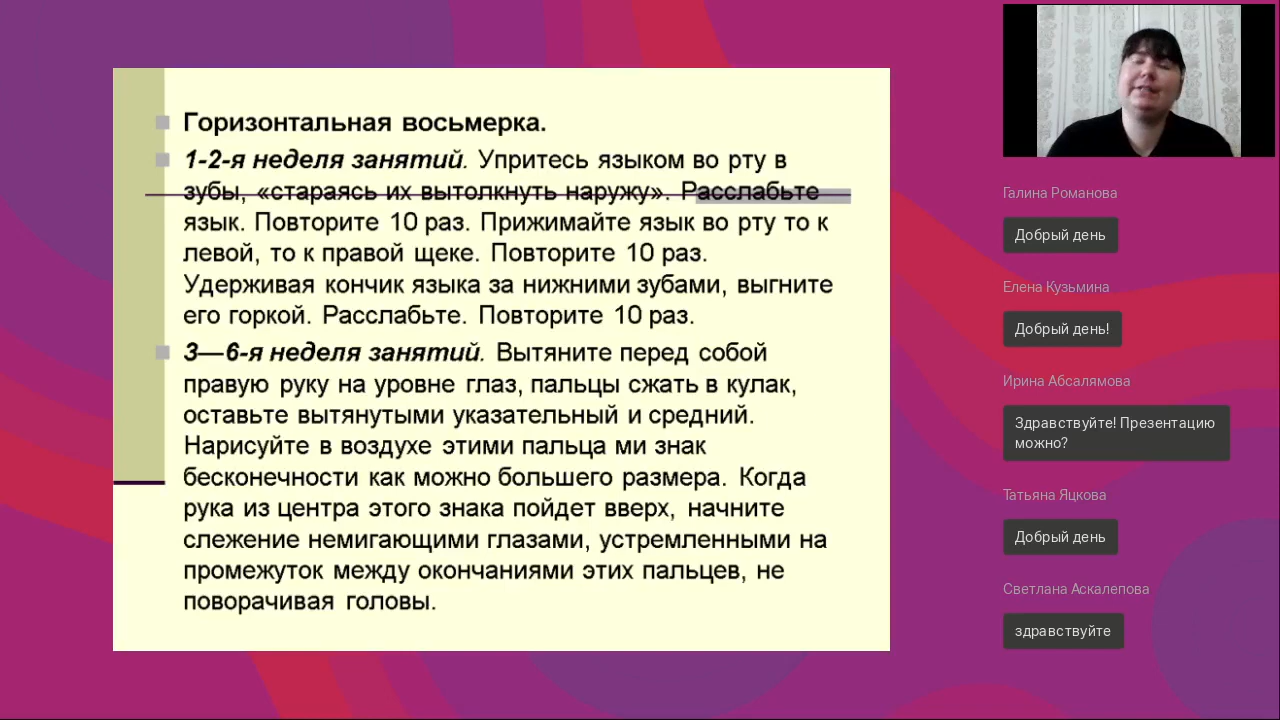 Горизонтальная восьмерка.
1-2-я неделя занятий. Упритесь языком во рту в
зубы, «стараясь их вытолкнуть наружу». Расслабьте
язык. Повторите 10 раз. Прижимайте язык во рту то к
левой, то к правой щеке. Повторите 10 раз.
Удерживая кончик языка за нижними зубами, выгните
его горкой. Расслабьте. Повторите 10 раз.
3—6-я неделя занятий. Вытяните перед собой
правую руку на уровне глаз, пальцы сжать в кулак,
оставьте вытянутыми указательный и средний.
Нарисуйте в воздухе этими пальца ми знак
бесконечности как можно большего размера. Когда
рука из центра этого знака пойдет вверх, начните
слежение немигающими глазами, устремленными на
промежуток между окончаниями этих пальцев, не
поворачивая головы.
Галина Романова
Добрый день
Елена Кузьмина
Добрый день!
Ирина Абсалямова
Здравствуйте! Презентацию
можно?
Татьяна Яцкова
Добрый день
Светлана Аскалепова
здравствуйте